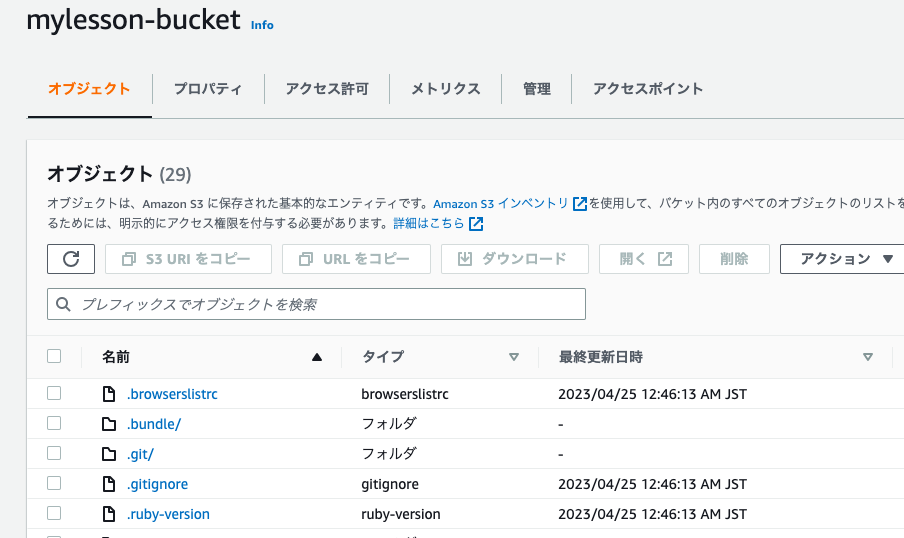 mylesson-bucket Info
オブジェクト プロパティ アクセス許可 メトリクス 管理 アクセスポイント
オブジェクト (29)
オブジェクトは、Amazon S3 に保存された基本的なエンティティです。Amazon S3 インベントリ を使用して、バケット内のすべてのオブジェクトのリストを
るためには、明示的にアクセス権限を付与する必要があります。詳細はこちら
S3 URI をコピー URL をコピー ダウンロード 開く 削除 アクション
プレフィックスでオブジェクトを検索
名前 タイプ 最終更新日時
.browserslistrc browserslistrc 2023/04/25 12:46:13 AM JST
.bundle/ フォルダ -
.git/ フォルダ -
.gitignore gitignore 2023/04/25 12:46:13 AM JST
.ruby-version ruby-version 2023/04/25 12:46:13 AM JST